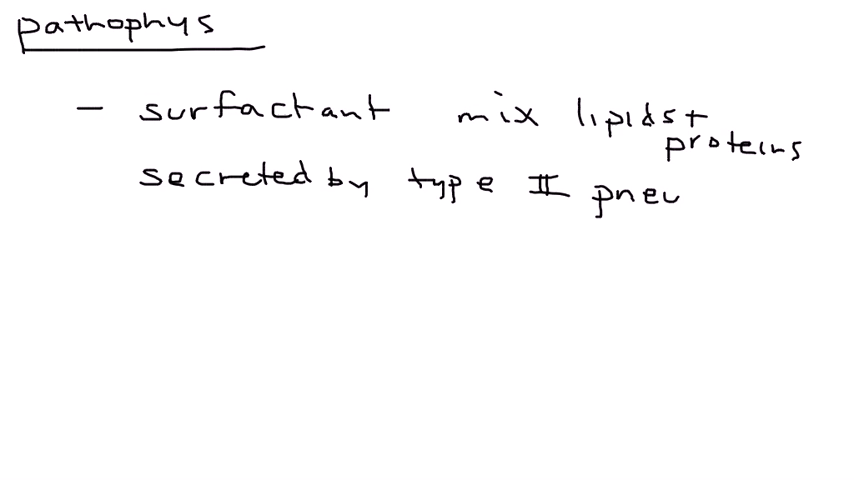 pathophys
- surfactant mix lipids +
proteins
secreted by type II pneu